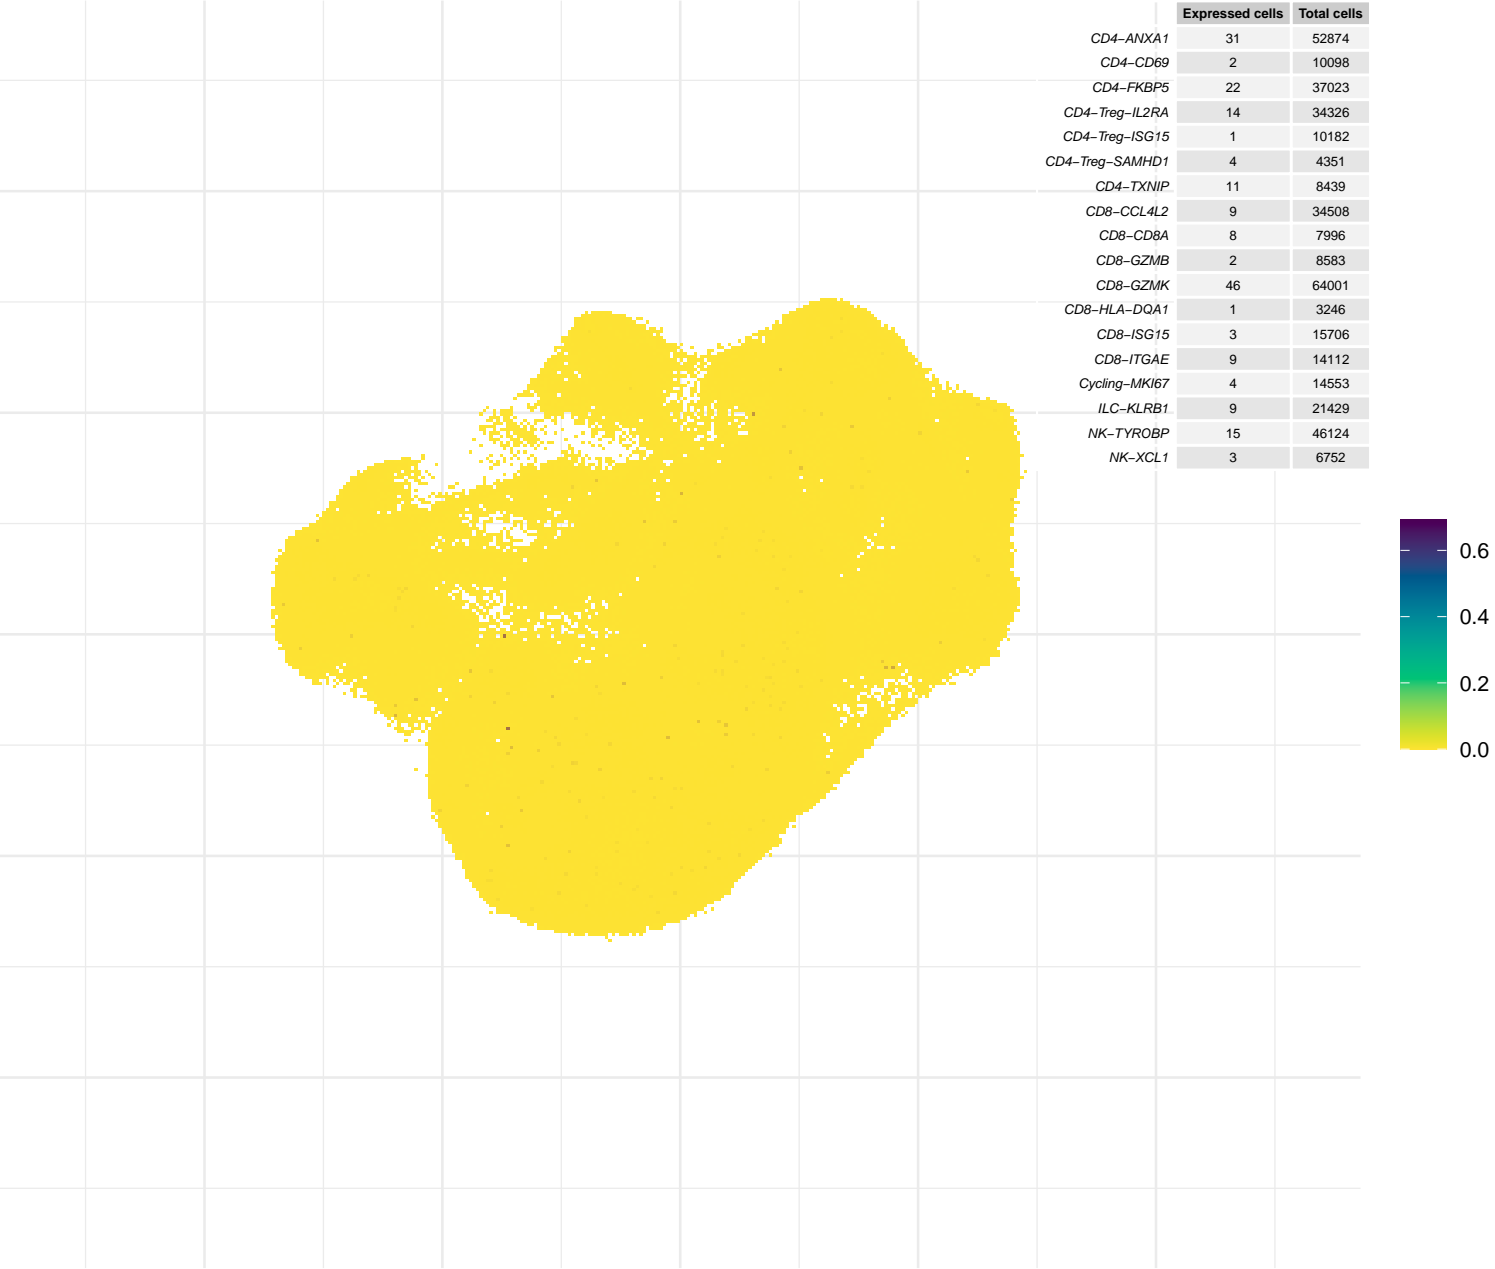 Expressed cells Total cells
CD4−ANXA1 31 52874
CD4−CD69 2 10098
CD4−FKBP5 22 37023
CD4−Treg−IL2RA 14 34326
CD4−Treg−ISG15 1 10182
CD4−Treg−SAMHD1 4 4351
CD4−TXNIP 11 8439
CD8−CCL4L2 9 34508
CD8−CD8A 8 7996
CD8−GZMB 2 8583
CD8−GZMK 46 64001
CD8−HLA−DQA1 1 3246
CD8−ISG15 3 15706
CD8−ITGAE 9 14112
Cycling−MKI67 4 14553
ILC−KLRB1 9 21429
NK−TYROBP 15 46124
NK−XCL1 3 6752
0.6
0.4
0.2
0.0